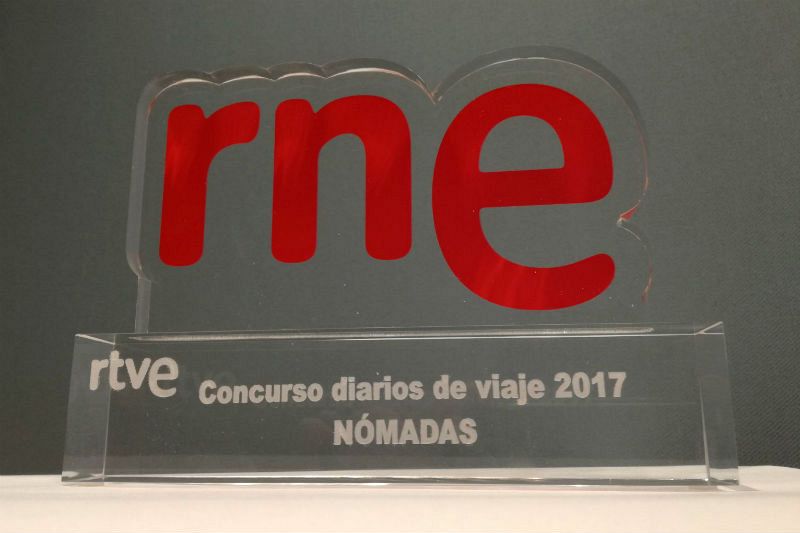 rne
rtve
Concurso diarios de viaje 2017
NÓMADAS